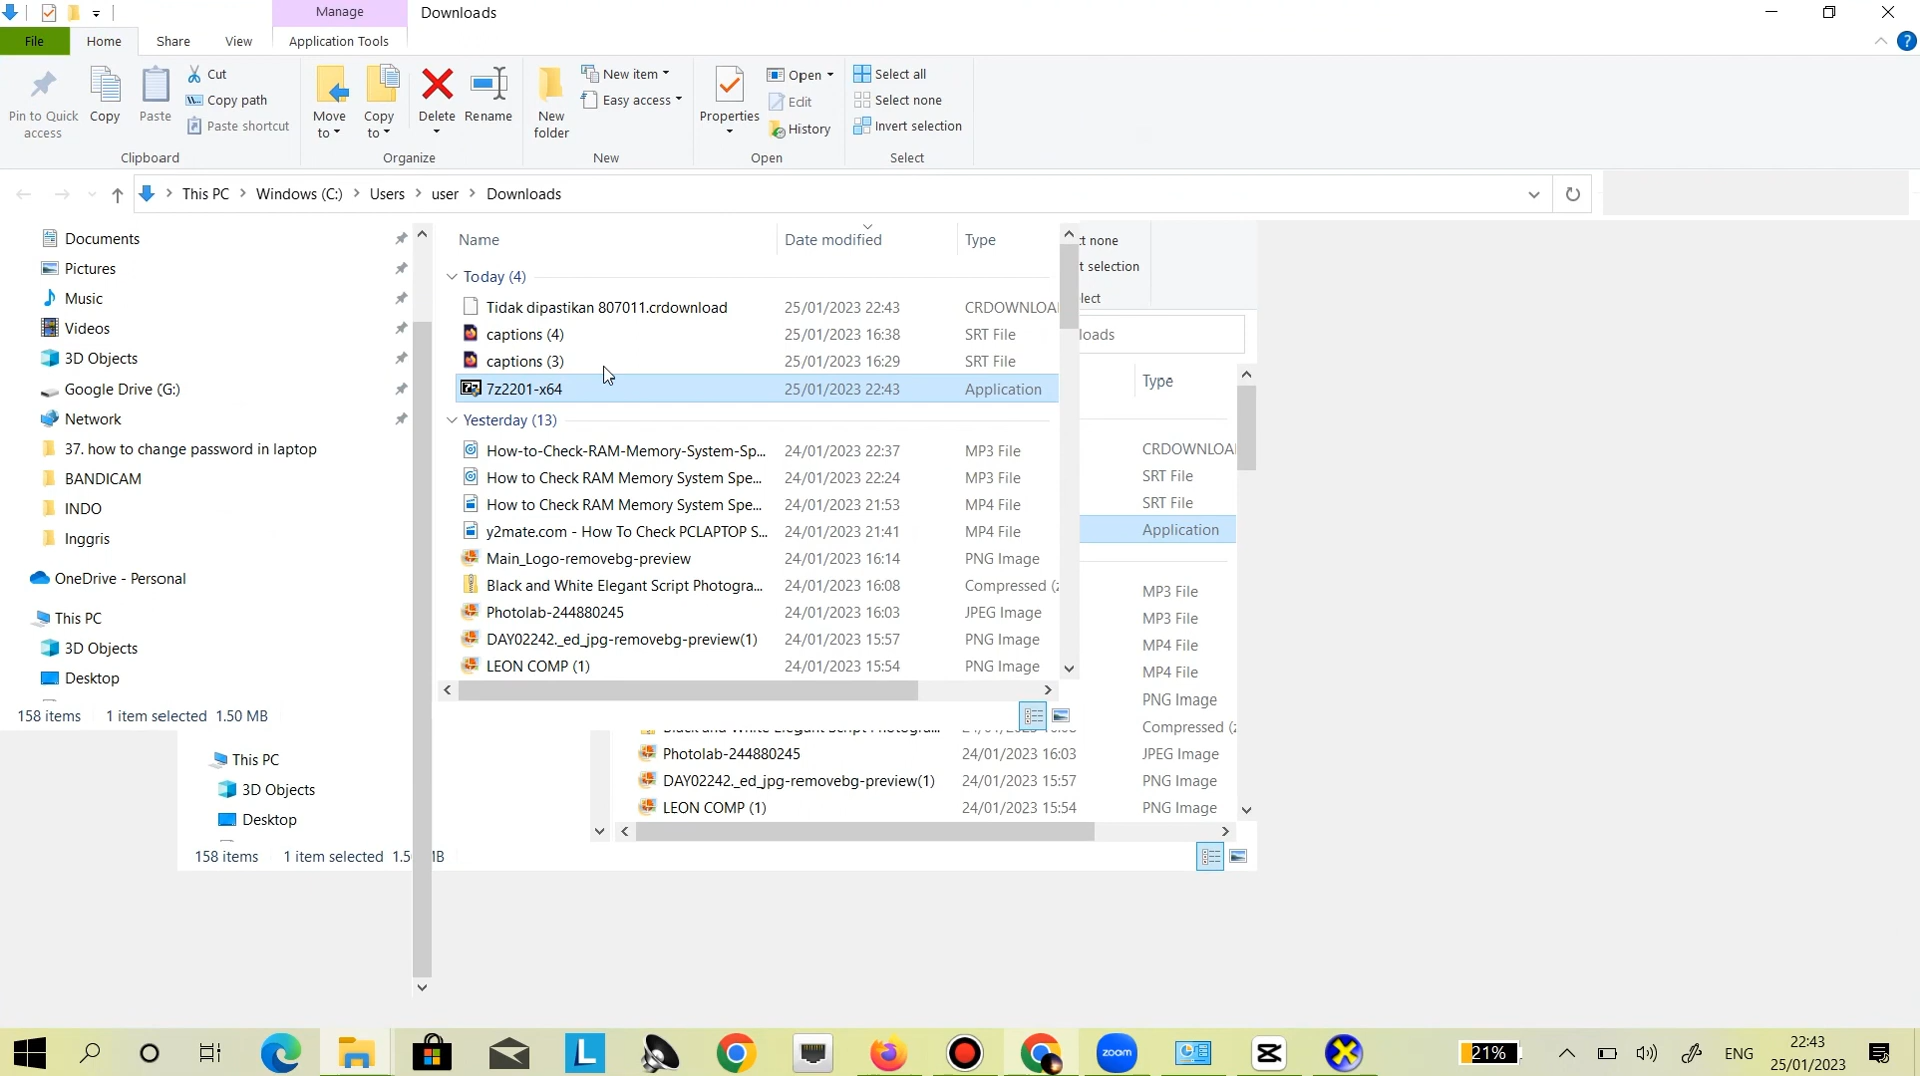 Manage
Downloads
File
Home
Share
View
Application Tools
Pin to Quick access
Copy
Paste
Cut
Copy path
Paste shortcut
Clipboard
Move to
Copy to
Delete
Rename
Organize
New folder
New item
Easy access
New
Properties
Open
Edit
History
Open
Select all
Select none
Invert selection
Select
This PC
Windows (C:)
Users
user
Downloads
Documents
Pictures
Music
Videos
3D Objects
Google Drive (G:)
Network
37. how to change password in laptop
BANDICAM
INDO
Inggris
OneDrive - Personal
This PC
3D Objects
Desktop
158 items 1 item selected 1.50 MB
Name Date modified Type
Today (4)
Tidak dipastikan 807011.crdownload 25/01/2023 22:43 CRDOWNLOA
captions (4) 25/01/2023 16:38 SRT File
captions (3) 25/01/2023 16:29 SRT File
7z2201-x64 25/01/2023 22:43 Application
Yesterday (13)
How-to-Check-RAM-Memory-System-Sp... 24/01/2023 22:37 MP3 File
How to Check RAM Memory System Spe... 24/01/2023 22:24 MP3 File
How to Check RAM Memory System Spe... 24/01/2023 21:53 MP4 File
y2mate.com - How To Check PCLAPTOP S... 24/01/2023 21:41 MP4 File
Main_Logo-removebg-preview 24/01/2023 16:14 PNG Image
Black and White Elegant Script Photogra... 24/01/2023 16:08 Compressed (z
Photolab-244880245 24/01/2023 16:03 JPEG Image
DAY02242._ed_jpg-removebg-preview(1) 24/01/2023 15:57 PNG Image
LEON COMP (1) 24/01/2023 15:54 PNG Image
ct none
t selection
lect
loads
Type
CRDOWNLOA
SRT File
SRT File
Application
MP3 File
MP3 File
MP4 File
MP4 File
PNG Image
Compressed (z
Photolab-244880245 24/01/2023 16:03 JPEG Image
DAY02242._ed_jpg-removebg-preview(1) 24/01/2023 15:57 PNG Image
LEON COMP (1) 24/01/2023 15:54 PNG Image
This PC
3D Objects
Desktop
158 items 1 item selected 1.5 MB
L
zoom
21%
ENG
22:43
25/01/2023